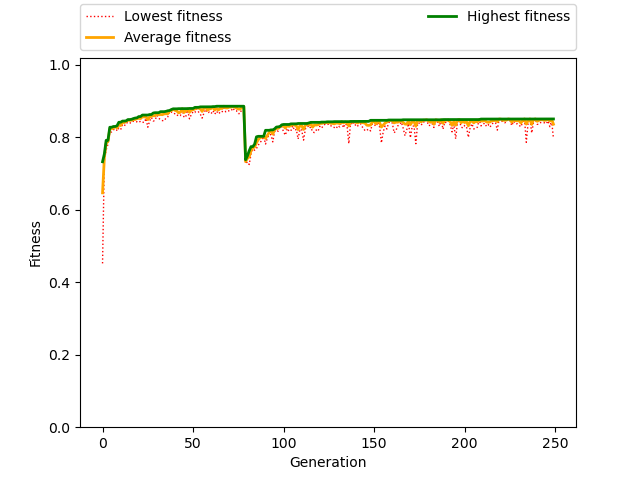 Lowest fitness
Average fitness
Highest fitness
1.0
0.8
0.6
0.4
0.2
0.0
Fitness
0 50 100 150 200 250
Generation